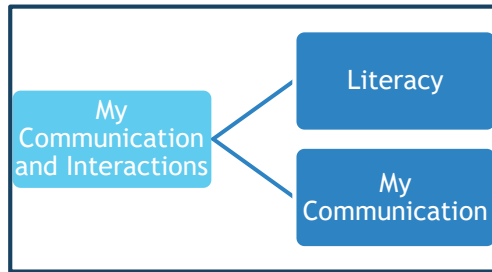 My
Communication
and Interactions
Literacy
My
Communication